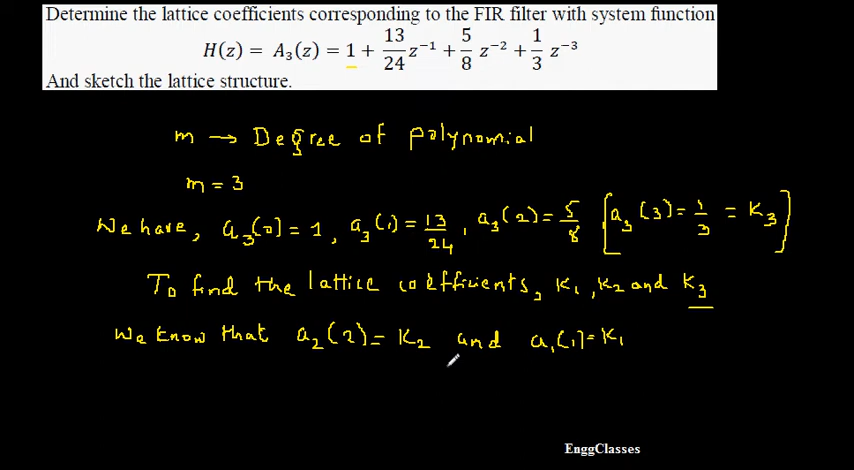 Determine the lattice coefficients corresponding to the FIR filter with system function
H(z) = A₃(z) = 1 + 13/24 z⁻¹ + 5/8 z⁻² + 1/3 z⁻³
And sketch the lattice structure.
m → Degree of polynomial
m = 3
We have, a₃(0) = 1, a₃(1) = 13/24, a₃(2) = 5/8 [a₃(3) = 1/3 = K₃]
To find the lattice coefficients, K₁, K₂ and K₃
We know that a₂(2) = K₂ and a₁(1) = K₁
EnggClasses